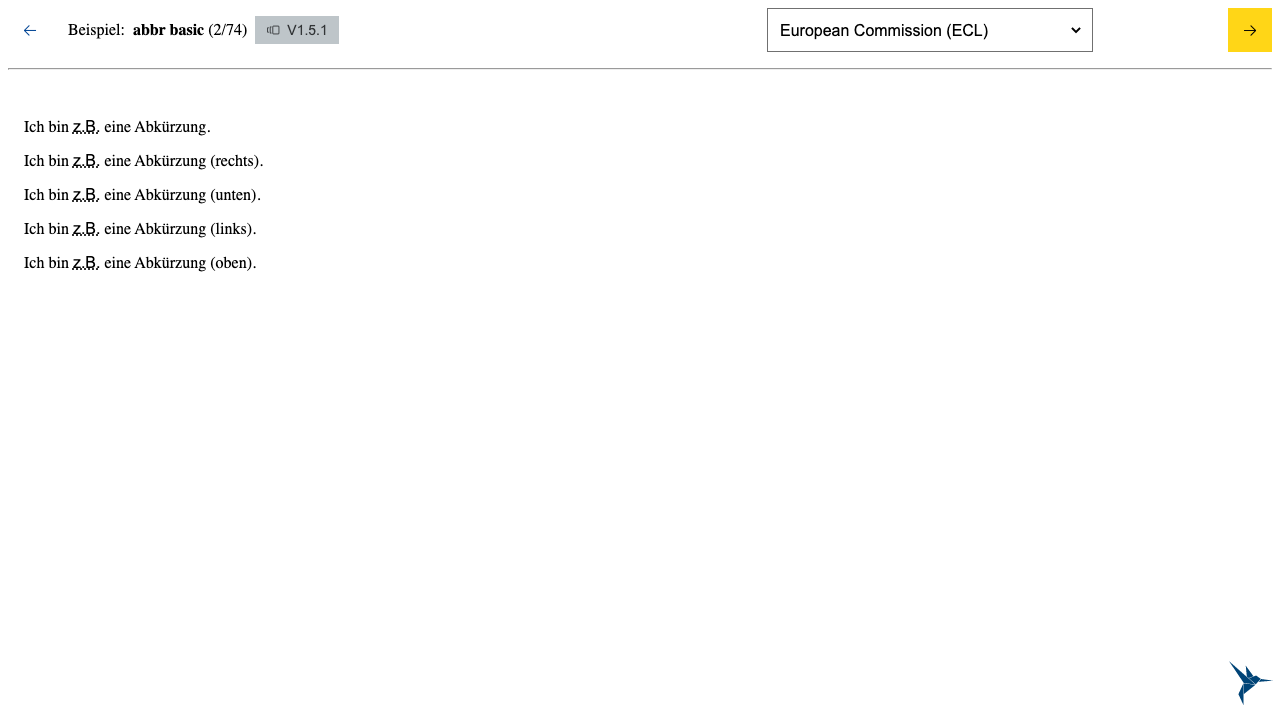 Beispiel: abbr basic (2/74) V1.5.1
European Commission (ECL)
Ich bin z.B. eine Abkürzung.
Ich bin z.B. eine Abkürzung (rechts).
Ich bin z.B. eine Abkürzung (unten).
Ich bin z.B. eine Abkürzung (links).
Ich bin z.B. eine Abkürzung (oben).